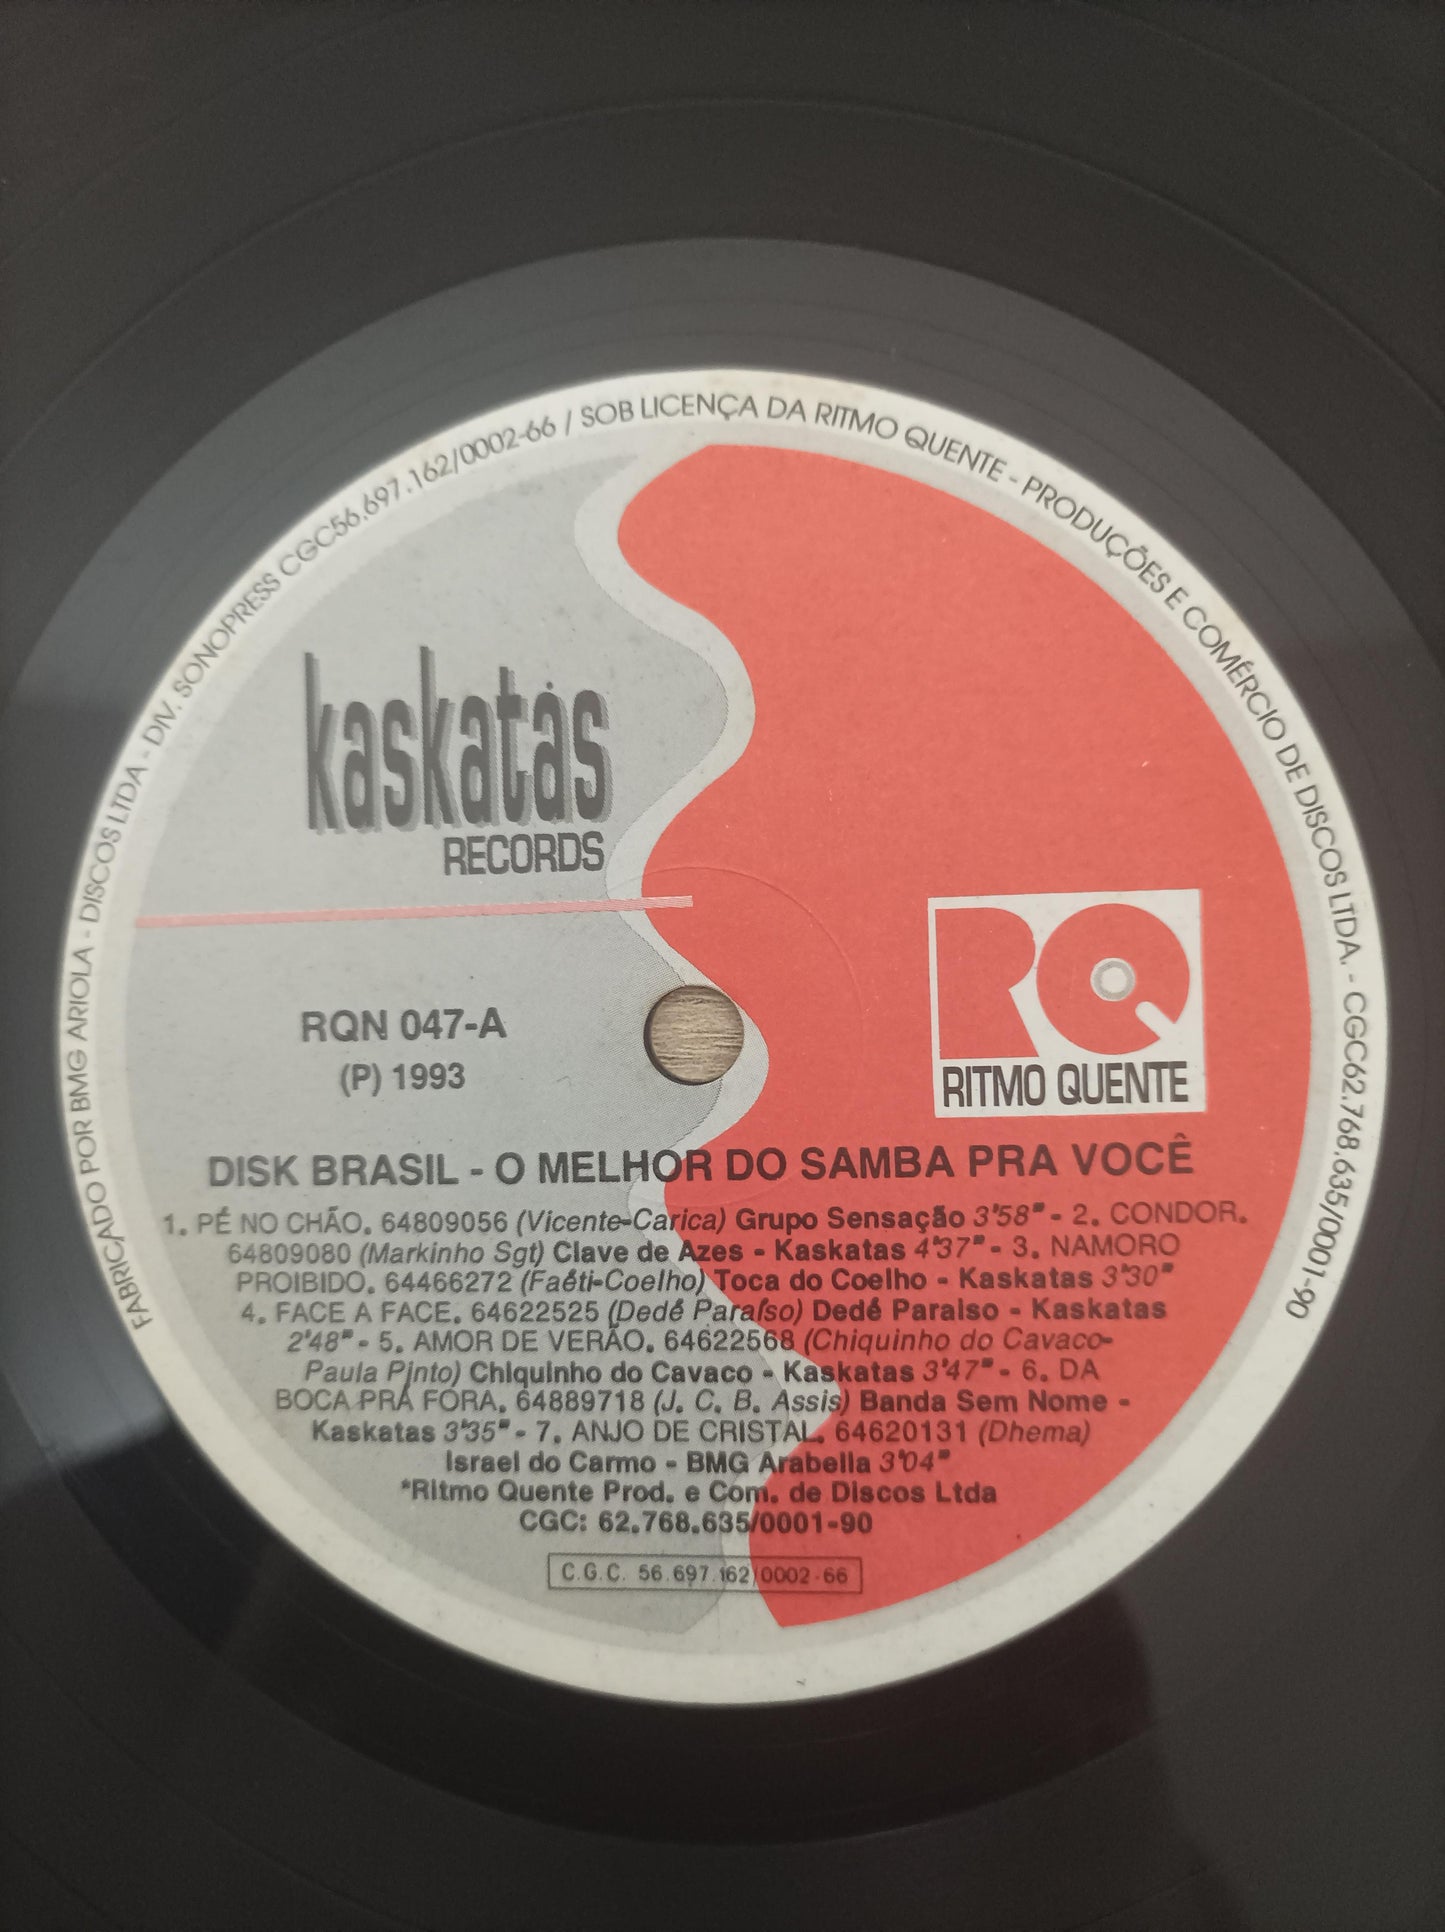 FABRICADO POR BMG ARIOLA - DISCOS LTDA - DIV. SONOPRESS CGC56.697.162/0002-66 / SOB LICENÇA DA RITMO QUENTE - PRODUÇÕES E COMÉRCIO DE DISCOS LTDA. - CGC62.768.635/0001-90
kaskatás
RECORDS
RQ
RITMO QUENTE
RQN 047-A
(P) 1993
DISK BRASIL - O MELHOR DO SAMBA PRA VOCÊ
1. PÉ NO CHÃO. 64809056 (Vicente-Carica) Grupo Sensação 3'58" - 2. CONDOR.
64809080 (Markinho Sgt) Clave de Azes - Kaskatas 4'37" - 3. NAMORO
PROIBIDO. 64466272 (Faéti-Coelho) Toca do Coelho - Kaskatas 3'30"
4. FACE A FACE. 64622525 (Dedé Paraíso) Dedé Paraiso - Kaskatas
2'48" - 5. AMOR DE VERÃO. 64622568 (Chiquinho do Cavaco-
Paula Pinto) Chiquinho do Cavaco - Kaskatas 3'47" - 6. DA
BOCA PRÁ FORA. 64889718 (J. C. B. Assis) Banda Sem Nome -
Kaskatas 3'35" - 7. ANJO DE CRISTAL. 64620131 (Dhema)
Israel do Carmo - BMG Arabella 3'04"
*Ritmo Quente Prod. e Com. de Discos Ltda
CGC: 62.768.635/0001-90
C.G.C. 56.697.162/0002-66